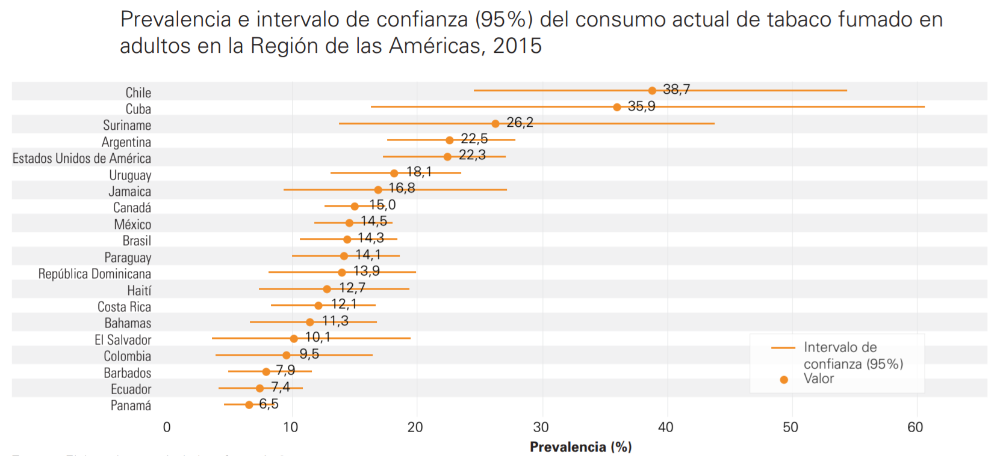 Prevalencia e intervalo de confianza (95%) del consumo actual de tabaco fumado en
adultos en la Región de las Américas, 2015
Chile 38,7
Cuba 35,9
Suriname 26,2
Argentina 22,5
Estados Unidos de América 22,3
Uruguay 18,1
Jamaica 16,8
Canadá 15,0
México 14,5
Brasil 14,3
Paraguay 14,1
República Dominicana 13,9
Haití 12,7
Costa Rica 12,1
Bahamas 11,3
El Salvador 10,1
Colombia 9,5
Barbados 7,9
Ecuador 7,4
Panamá 6,5
Intervalo de
confianza (95%)
Valor
0 10 20 30 40 50 60
Prevalencia (%)